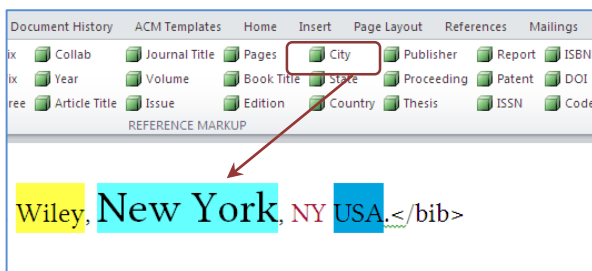 Document History ACM Templates Home Insert Page Layout References Mailings
ix Collab Journal Title Pages City Publisher Report ISBN
ix Year Volume Book Title State Proceeding Patent DOI
ree Article Title Issue Edition Country Thesis ISSN Code
REFERENCE MARKUP
Wiley, New York, NY USA.</bib>